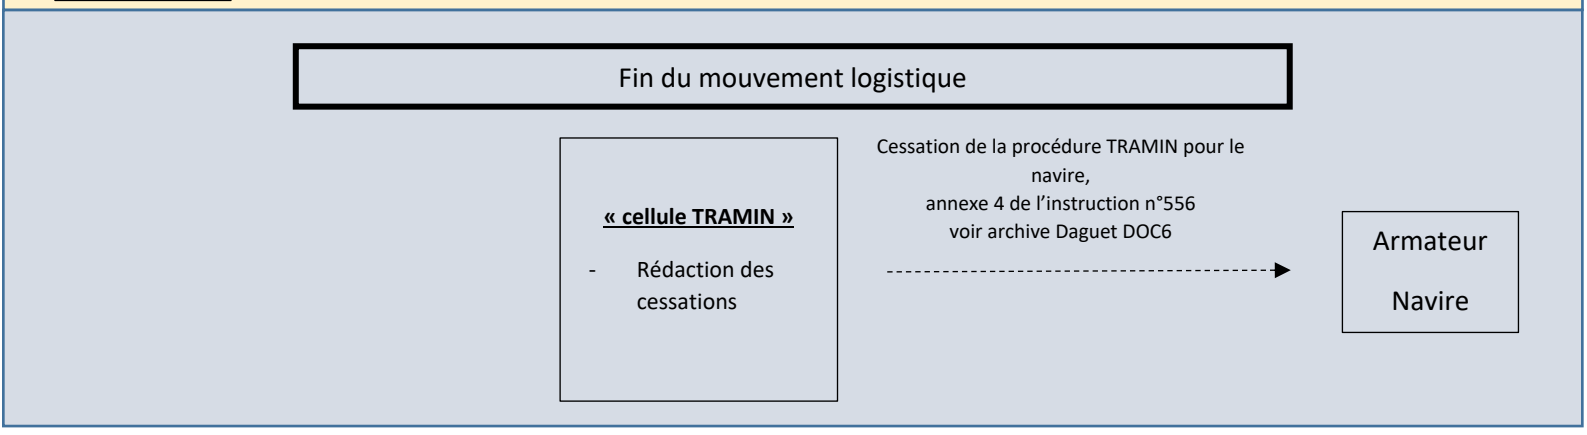 Fin du mouvement logistique
Cessation de la procédure TRAMIN pour le
navire,
annexe 4 de l’instruction n°556
voir archive Daguet DOC6
« cellule TRAMIN »
- Rédaction des
cessations
Armateur
Navire